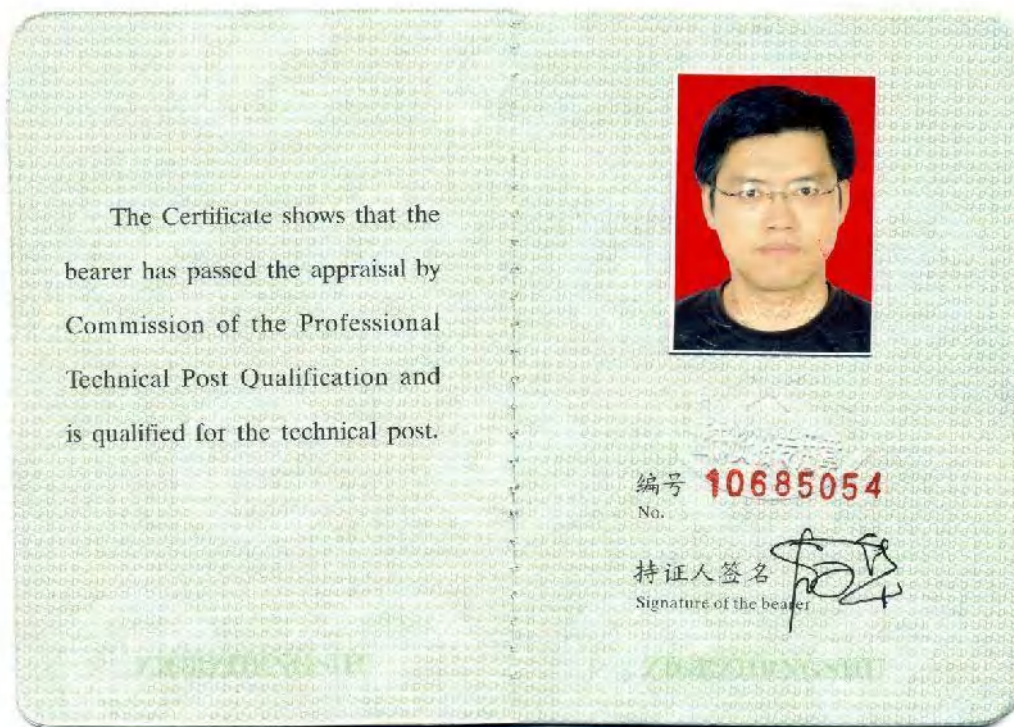 The Certificate shows that the
bearer has passed the appraisal by
Commission of the Professional
Technical Post Qualification and
is qualified for the technical post.
编号 10685054
No.
持证人签名
Signature of the bearer